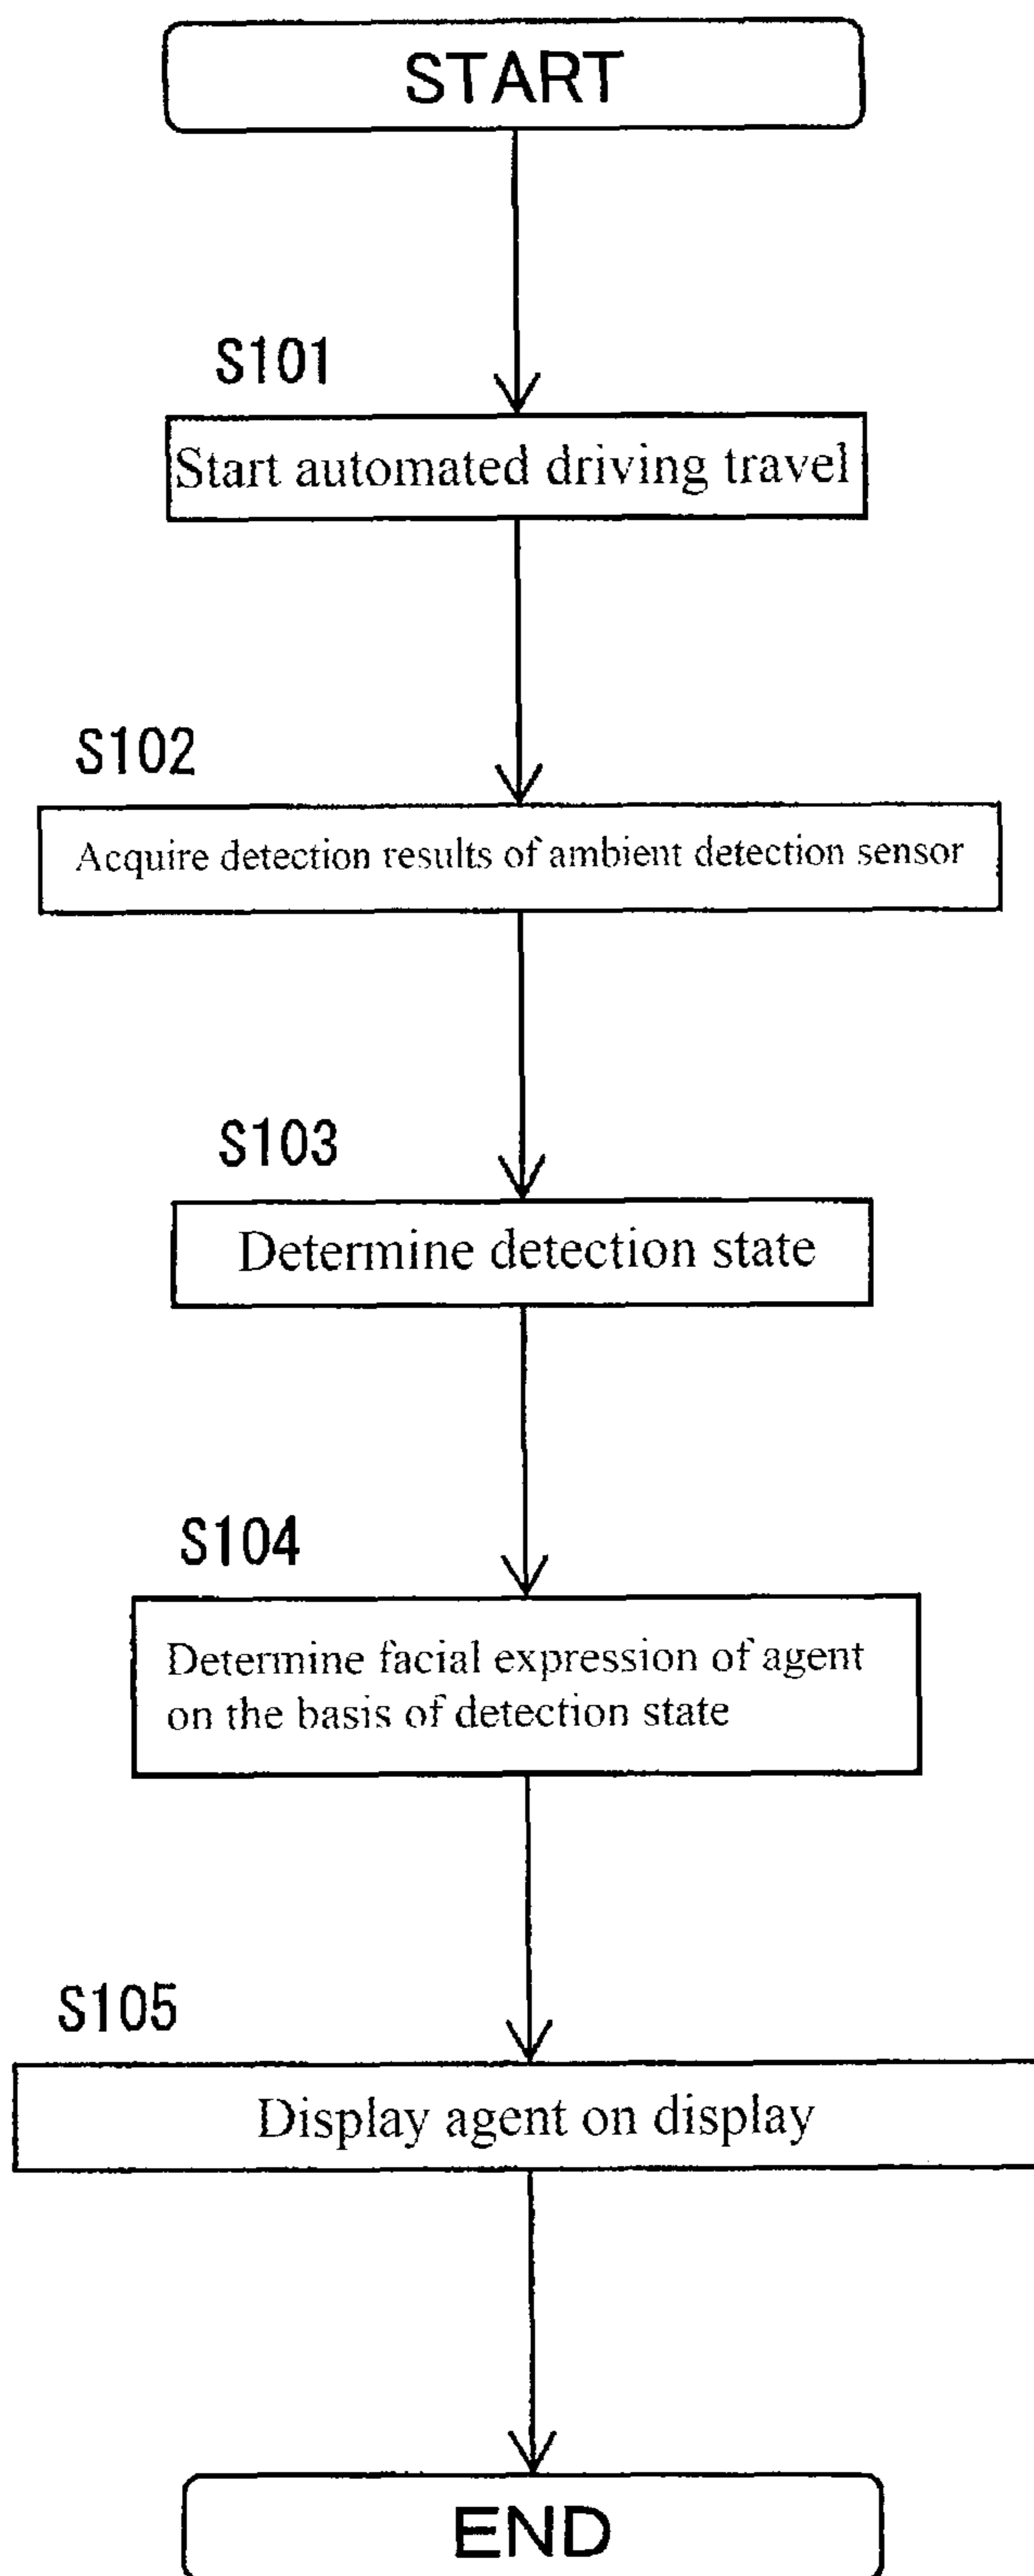 START
S101
Start automated driving travel
S102
Acquire detection results of ambient detection sensor
S103
Determine detection state
S104
Determine facial expression of agent
on the basis of detection state
S105
Display agent on display
END